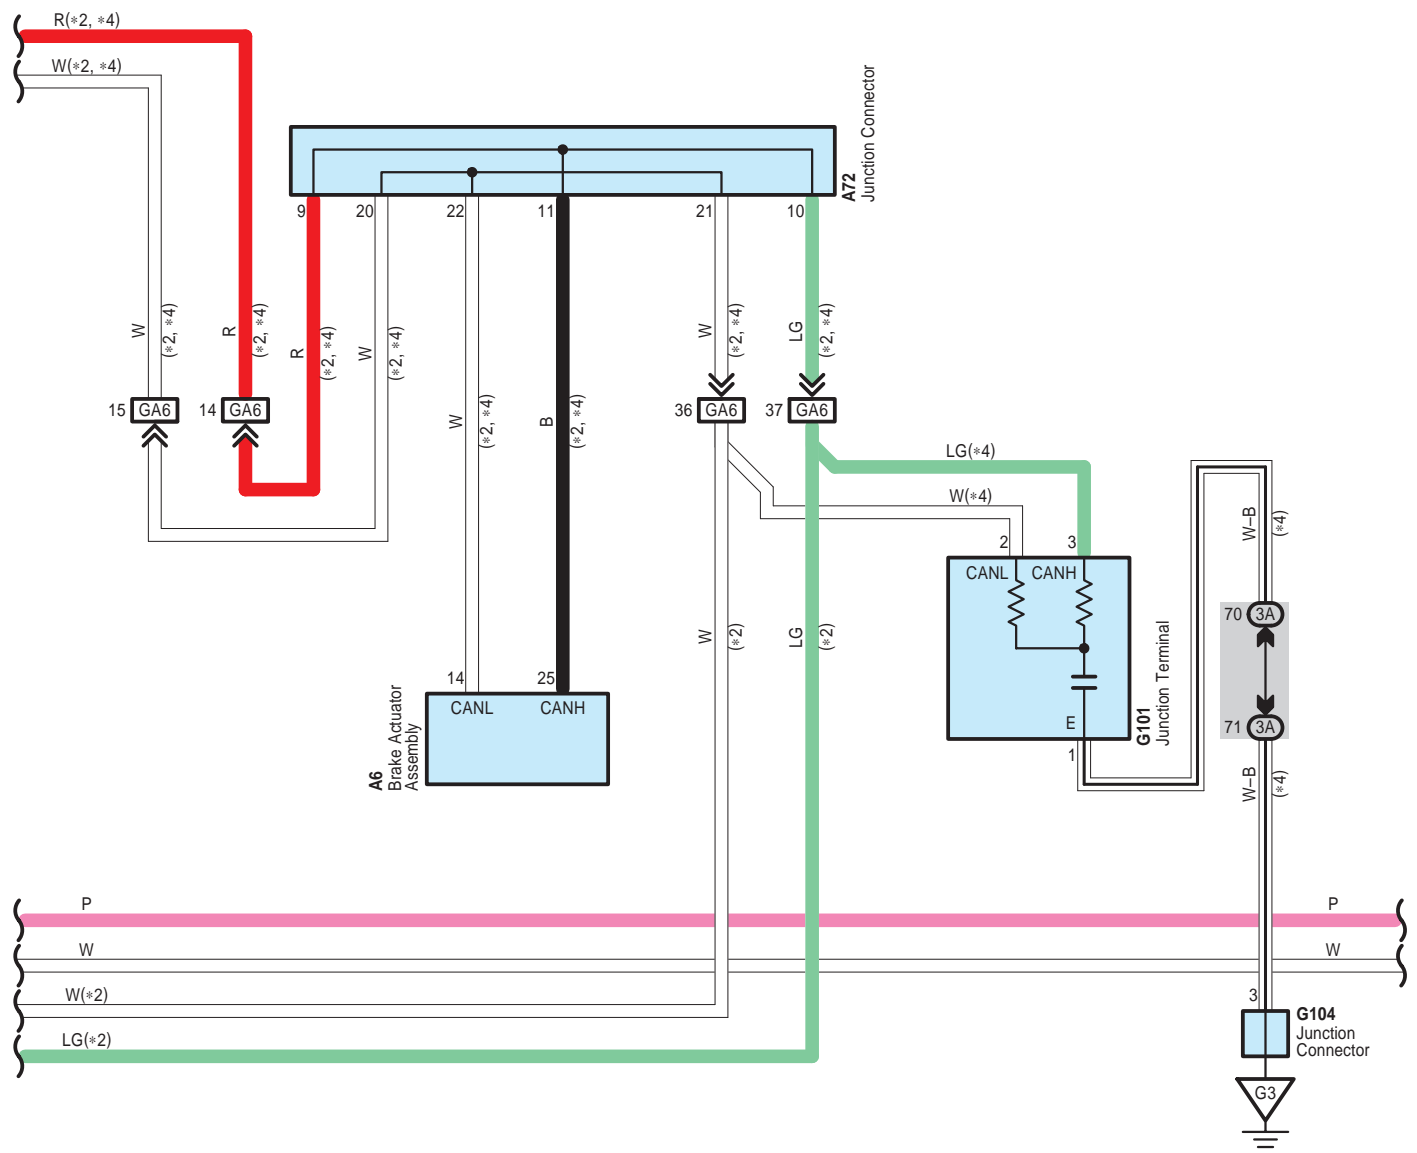 R(∗2, ∗4)
W(∗2, ∗4)
A72
Junction Connector
9
20
22
11
21
10
W
(∗2, ∗4)
R
(∗2, ∗4)
R
(∗2, ∗4)
W
(∗2, ∗4)
W
(∗2, ∗4)
B
(∗2, ∗4)
W
(∗2, ∗4)
LG
(∗2, ∗4)
15 GA6
14 GA6
36 GA6
37 GA6
LG(∗4)
W(∗4)
2
3
CANL
CANH
E
1
G101
Junction Terminal
W–B
(∗4)
70 3A
71 3A
W–B
(∗4)
W
(∗2)
LG
(∗2)
14
25
CANL
CANH
A6
Brake Actuator
Assembly
P
P
W
W
W(∗2)
LG(∗2)
3
G104
Junction
Connector
G3